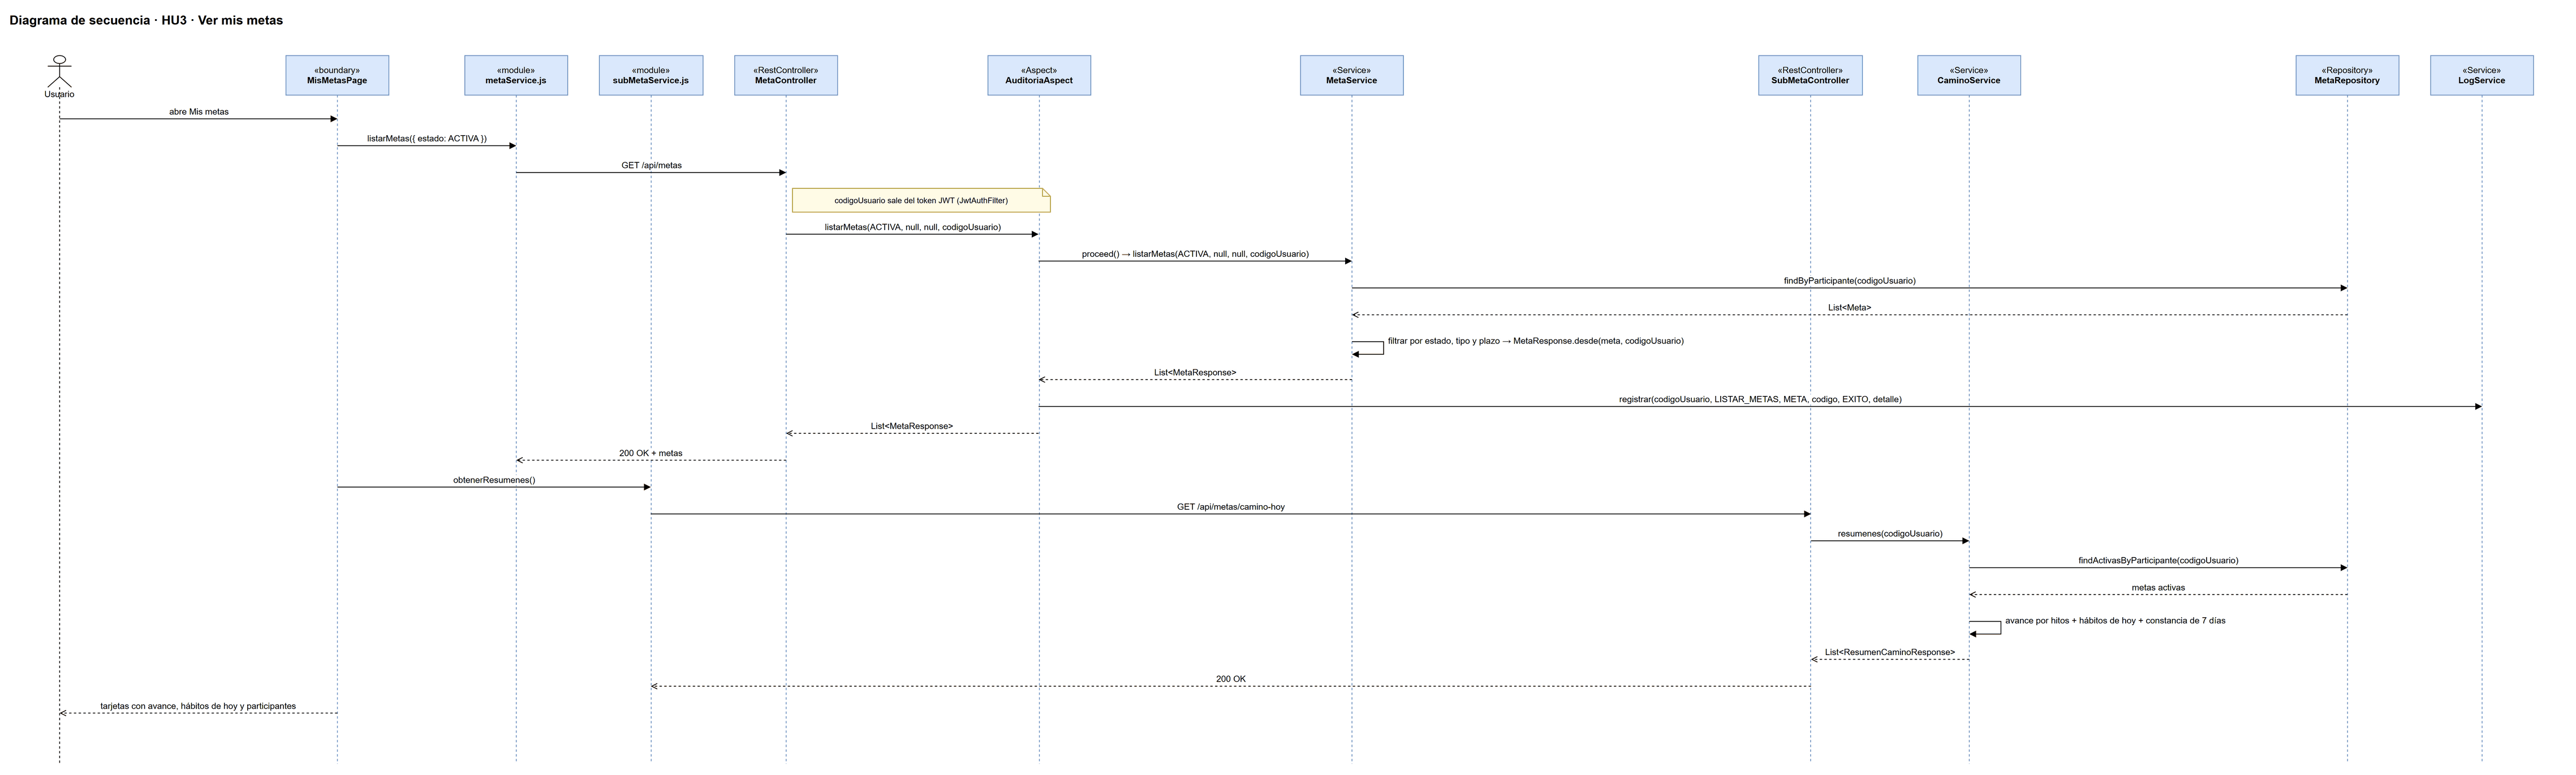 Diagrama de secuencia · HU3 · Ver mis metas
Usuario
«boundary»
MisMetasPage
«module»
metaService.js
«module»
subMetaService.js
«RestController»
MetaController
«Aspect»
AuditoriaAspect
«Service»
MetaService
«RestController»
SubMetaController
«Service»
CaminoService
«Repository»
MetaRepository
«Service»
LogService
abre Mis metas
listarMetas({ estado: ACTIVA })
GET /api/metas
codigoUsuario sale del token JWT (JwtAuthFilter)
listarMetas(ACTIVA, null, null, codigoUsuario)
proceed() → listarMetas(ACTIVA, null, null, codigoUsuario)
findByParticipante(codigoUsuario)
List<Meta>
filtrar por estado, tipo y plazo → MetaResponse.desde(meta, codigoUsuario)
List<MetaResponse>
registrar(codigoUsuario, LISTAR_METAS, META, codigo, EXITO, detalle)
List<MetaResponse>
200 OK + metas
obtenerResumenes()
GET /api/metas/camino-hoy
resumenes(codigoUsuario)
findActivasByParticipante(codigoUsuario)
metas activas
avance por hitos + hábitos de hoy + constancia de 7 días
List<ResumenCaminoResponse>
200 OK
tarjetas con avance, hábitos de hoy y participantes